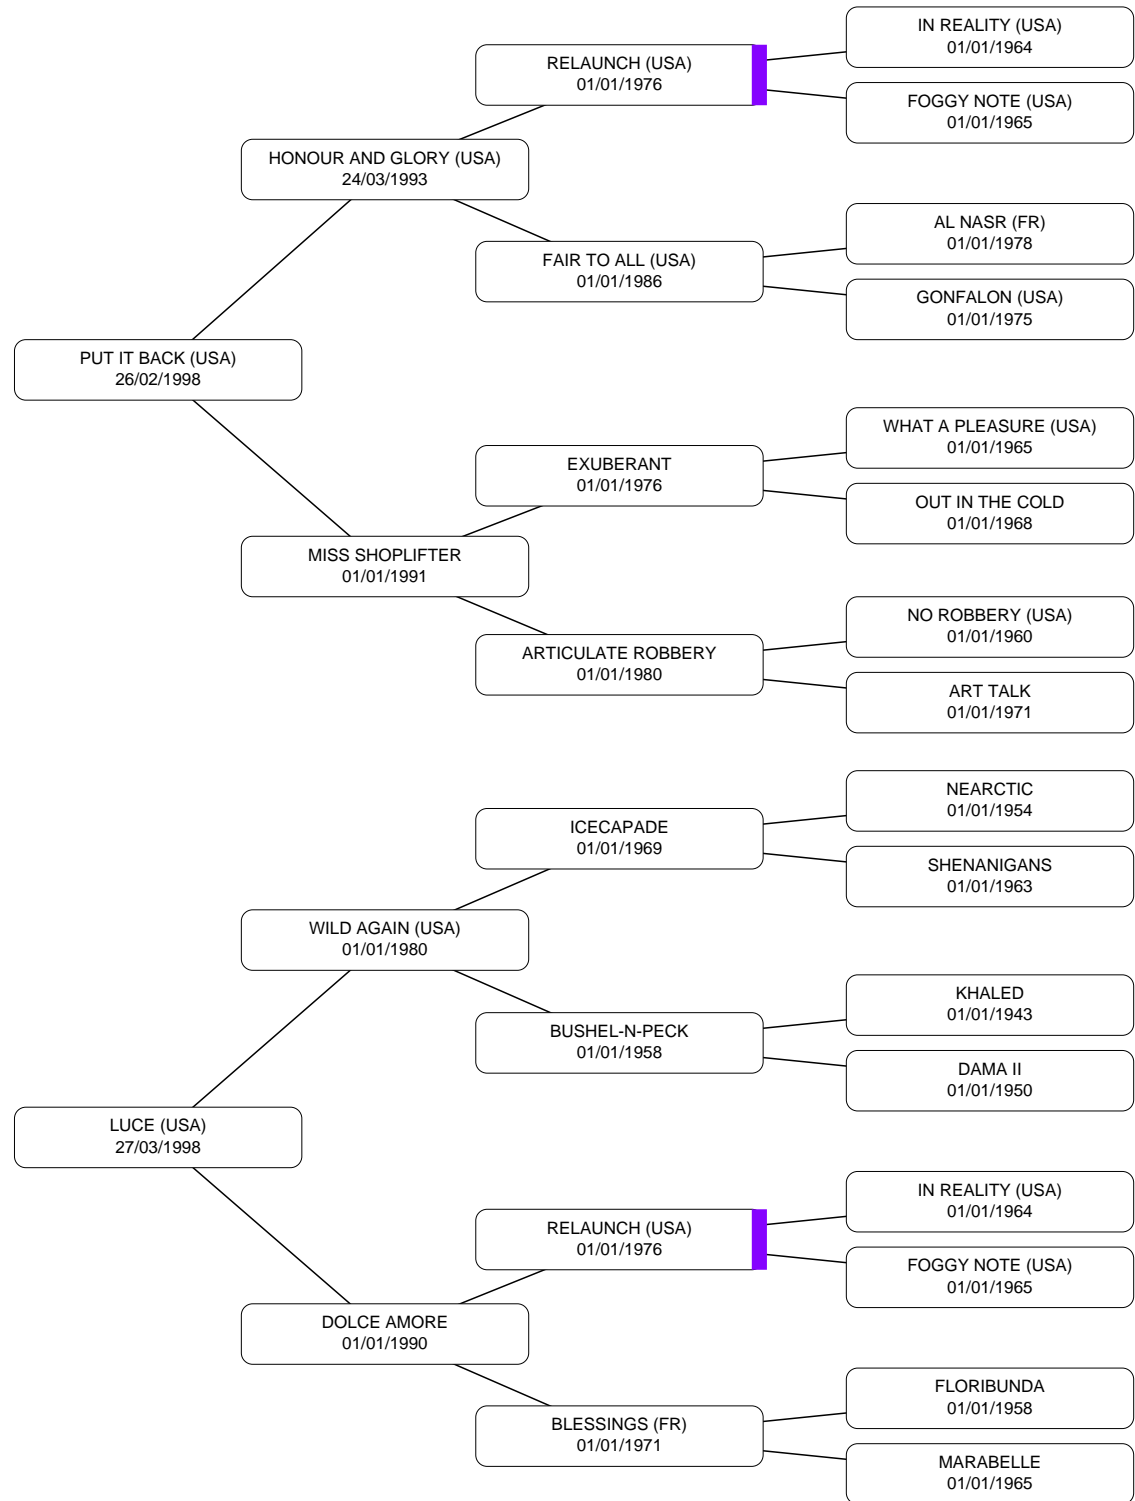 IN REALITY (USA)
01/01/1964
RELAUNCH (USA)
01/01/1976
FOGGY NOTE (USA)
01/01/1965
HONOUR AND GLORY (USA)
24/03/1993
AL NASR (FR)
01/01/1978
FAIR TO ALL (USA)
01/01/1986
GONFALON (USA)
01/01/1975
PUT IT BACK (USA)
26/02/1998
WHAT A PLEASURE (USA)
01/01/1965
EXUBERANT
01/01/1976
OUT IN THE COLD
01/01/1968
MISS SHOPLIFTER
01/01/1991
NO ROBBERY (USA)
01/01/1960
ARTICULATE ROBBERY
01/01/1980
ART TALK
01/01/1971
NEARCTIC
01/01/1954
ICECAPADE
01/01/1969
SHENANIGANS
01/01/1963
WILD AGAIN (USA)
01/01/1980
KHALED
01/01/1943
BUSHEL-N-PECK
01/01/1958
DAMA II
01/01/1950
LUCE (USA)
27/03/1998
IN REALITY (USA)
01/01/1964
RELAUNCH (USA)
01/01/1976
FOGGY NOTE (USA)
01/01/1965
DOLCE AMORE
01/01/1990
FLORIBUNDA
01/01/1958
BLESSINGS (FR)
01/01/1971
MARABELLE
01/01/1965